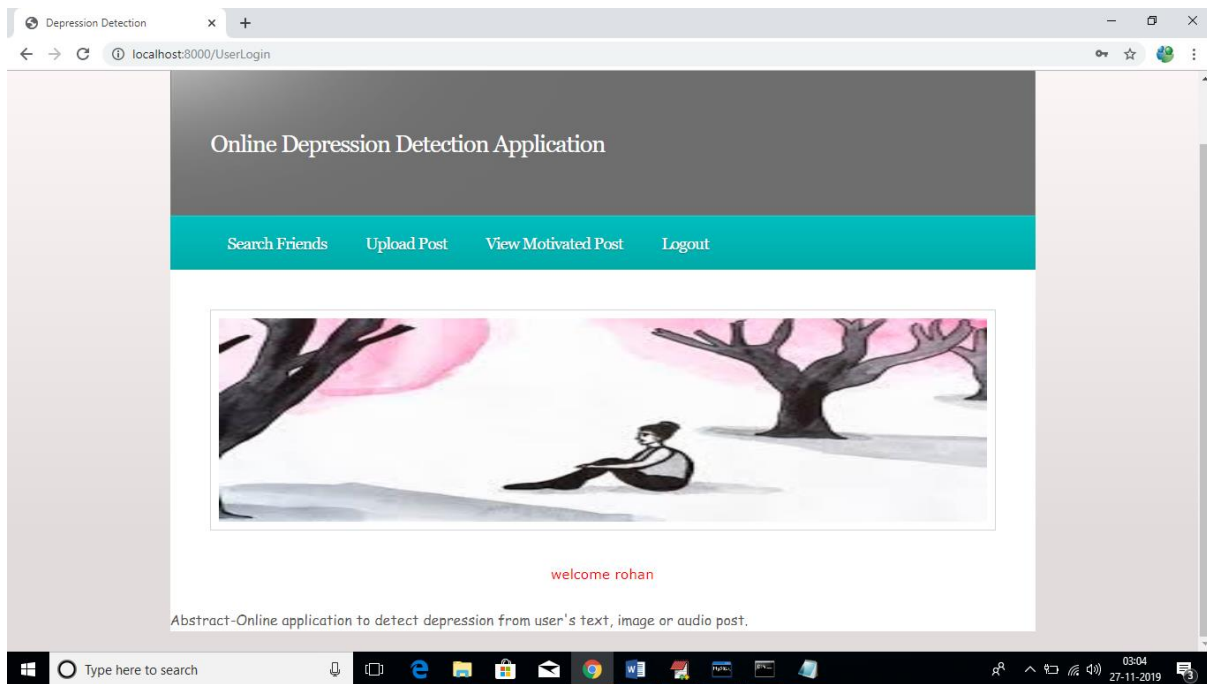 Depression Detection
localhost:8000/UserLogin
Online Depression Detection Application
Search Friends Upload Post View Motivated Post Logout
welcome rohan
Abstract-Online application to detect depression from user's text, image or audio post.
Type here to search
03:04
27-11-2019
3